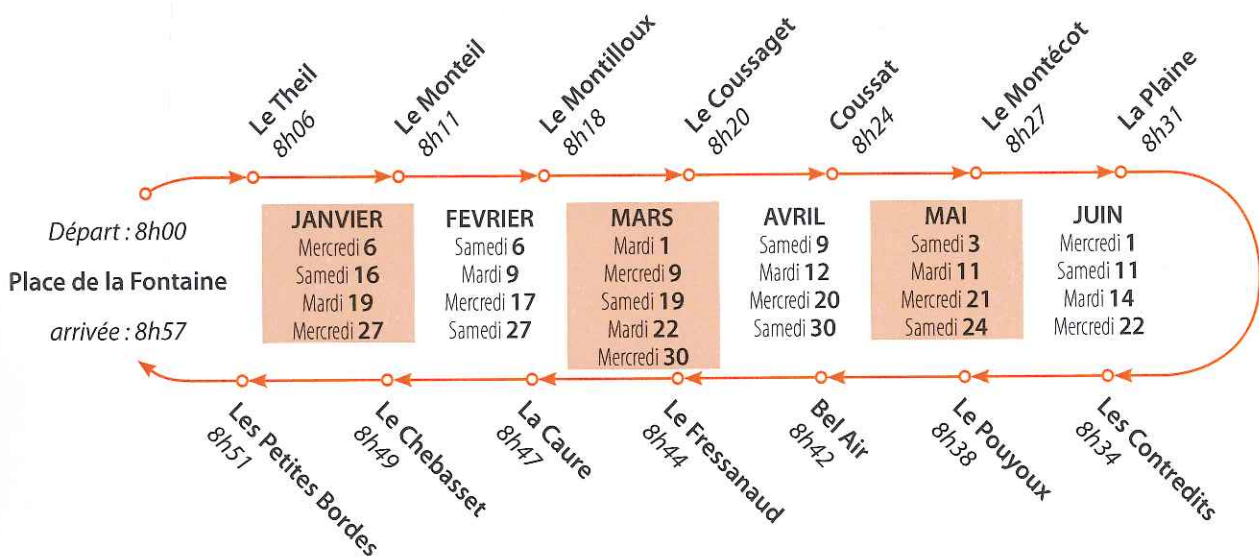 Le Theil
8h06
Le Monteil
8h11
Le Montilloux
8h18
Le Coussaget
8h20
Coussat
8h24
Le Montécot
8h27
La Plaine
8h31
Départ : 8h00
Place de la Fontaine
arrivée : 8h57
JANVIER
Mercredi 6
Samedi 16
Mardi 19
Mercredi 27
FEVRIER
Samedi 6
Mardi 9
Mercredi 17
Samedi 27
MARS
Mardi 1
Mercredi 9
Samedi 19
Mardi 22
Mercredi 30
AVRIL
Samedi 9
Mardi 12
Mercredi 20
Samedi 30
MAI
Samedi 3
Mardi 11
Mercredi 21
Samedi 24
JUIN
Mercredi 1
Samedi 11
Mardi 14
Mercredi 22
Les Petites Bordes
8h51
Le Chebasset
8h49
La Caure
8h47
Le Fressanaud
8h44
Bel Air
8h42
Le Pouyoux
8h38
Les Contredits
8h34